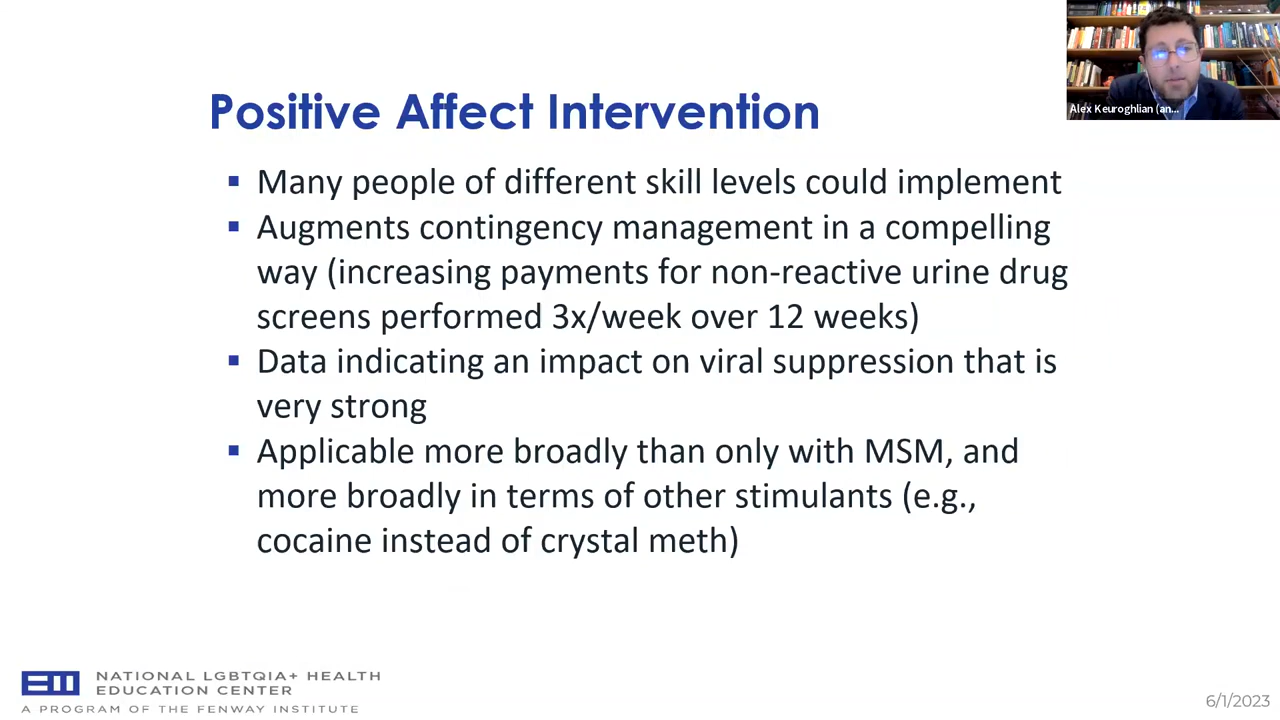 Alex Keuroghlian (an...
Positive Affect Intervention
▪ Many people of different skill levels could implement
▪ Augments contingency management in a compelling
way (increasing payments for non-reactive urine drug
screens performed 3x/week over 12 weeks)
▪ Data indicating an impact on viral suppression that is
very strong
▪ Applicable more broadly than only with MSM, and
more broadly in terms of other stimulants (e.g.,
cocaine instead of crystal meth)
NATIONAL LGBTQIA+ HEALTH
EDUCATION CENTER
A PROGRAM OF THE FENWAY INSTITUTE
6/1/2023